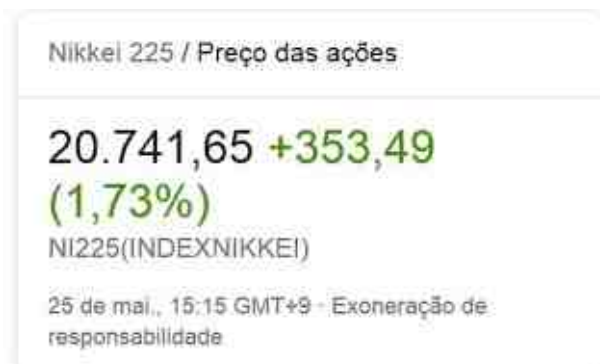 Nikkei 225 / Preço das ações
20.741,65 +353,49
(1,73%)
NI225(INDEXNIKKEI)
25 de mai., 15:15 GMT+9 · Exoneração de
responsabilidade